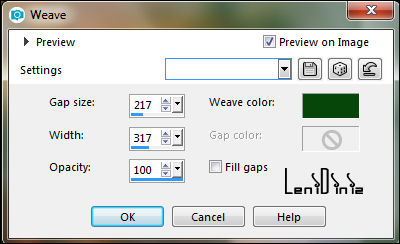 Weave
Preview
Preview on Image
Settings
Gap size: 217 Weave color:
Width: 317 Gap color:
Opacity: 100 Fill gaps
LeniDiniz
OK Cancel Help